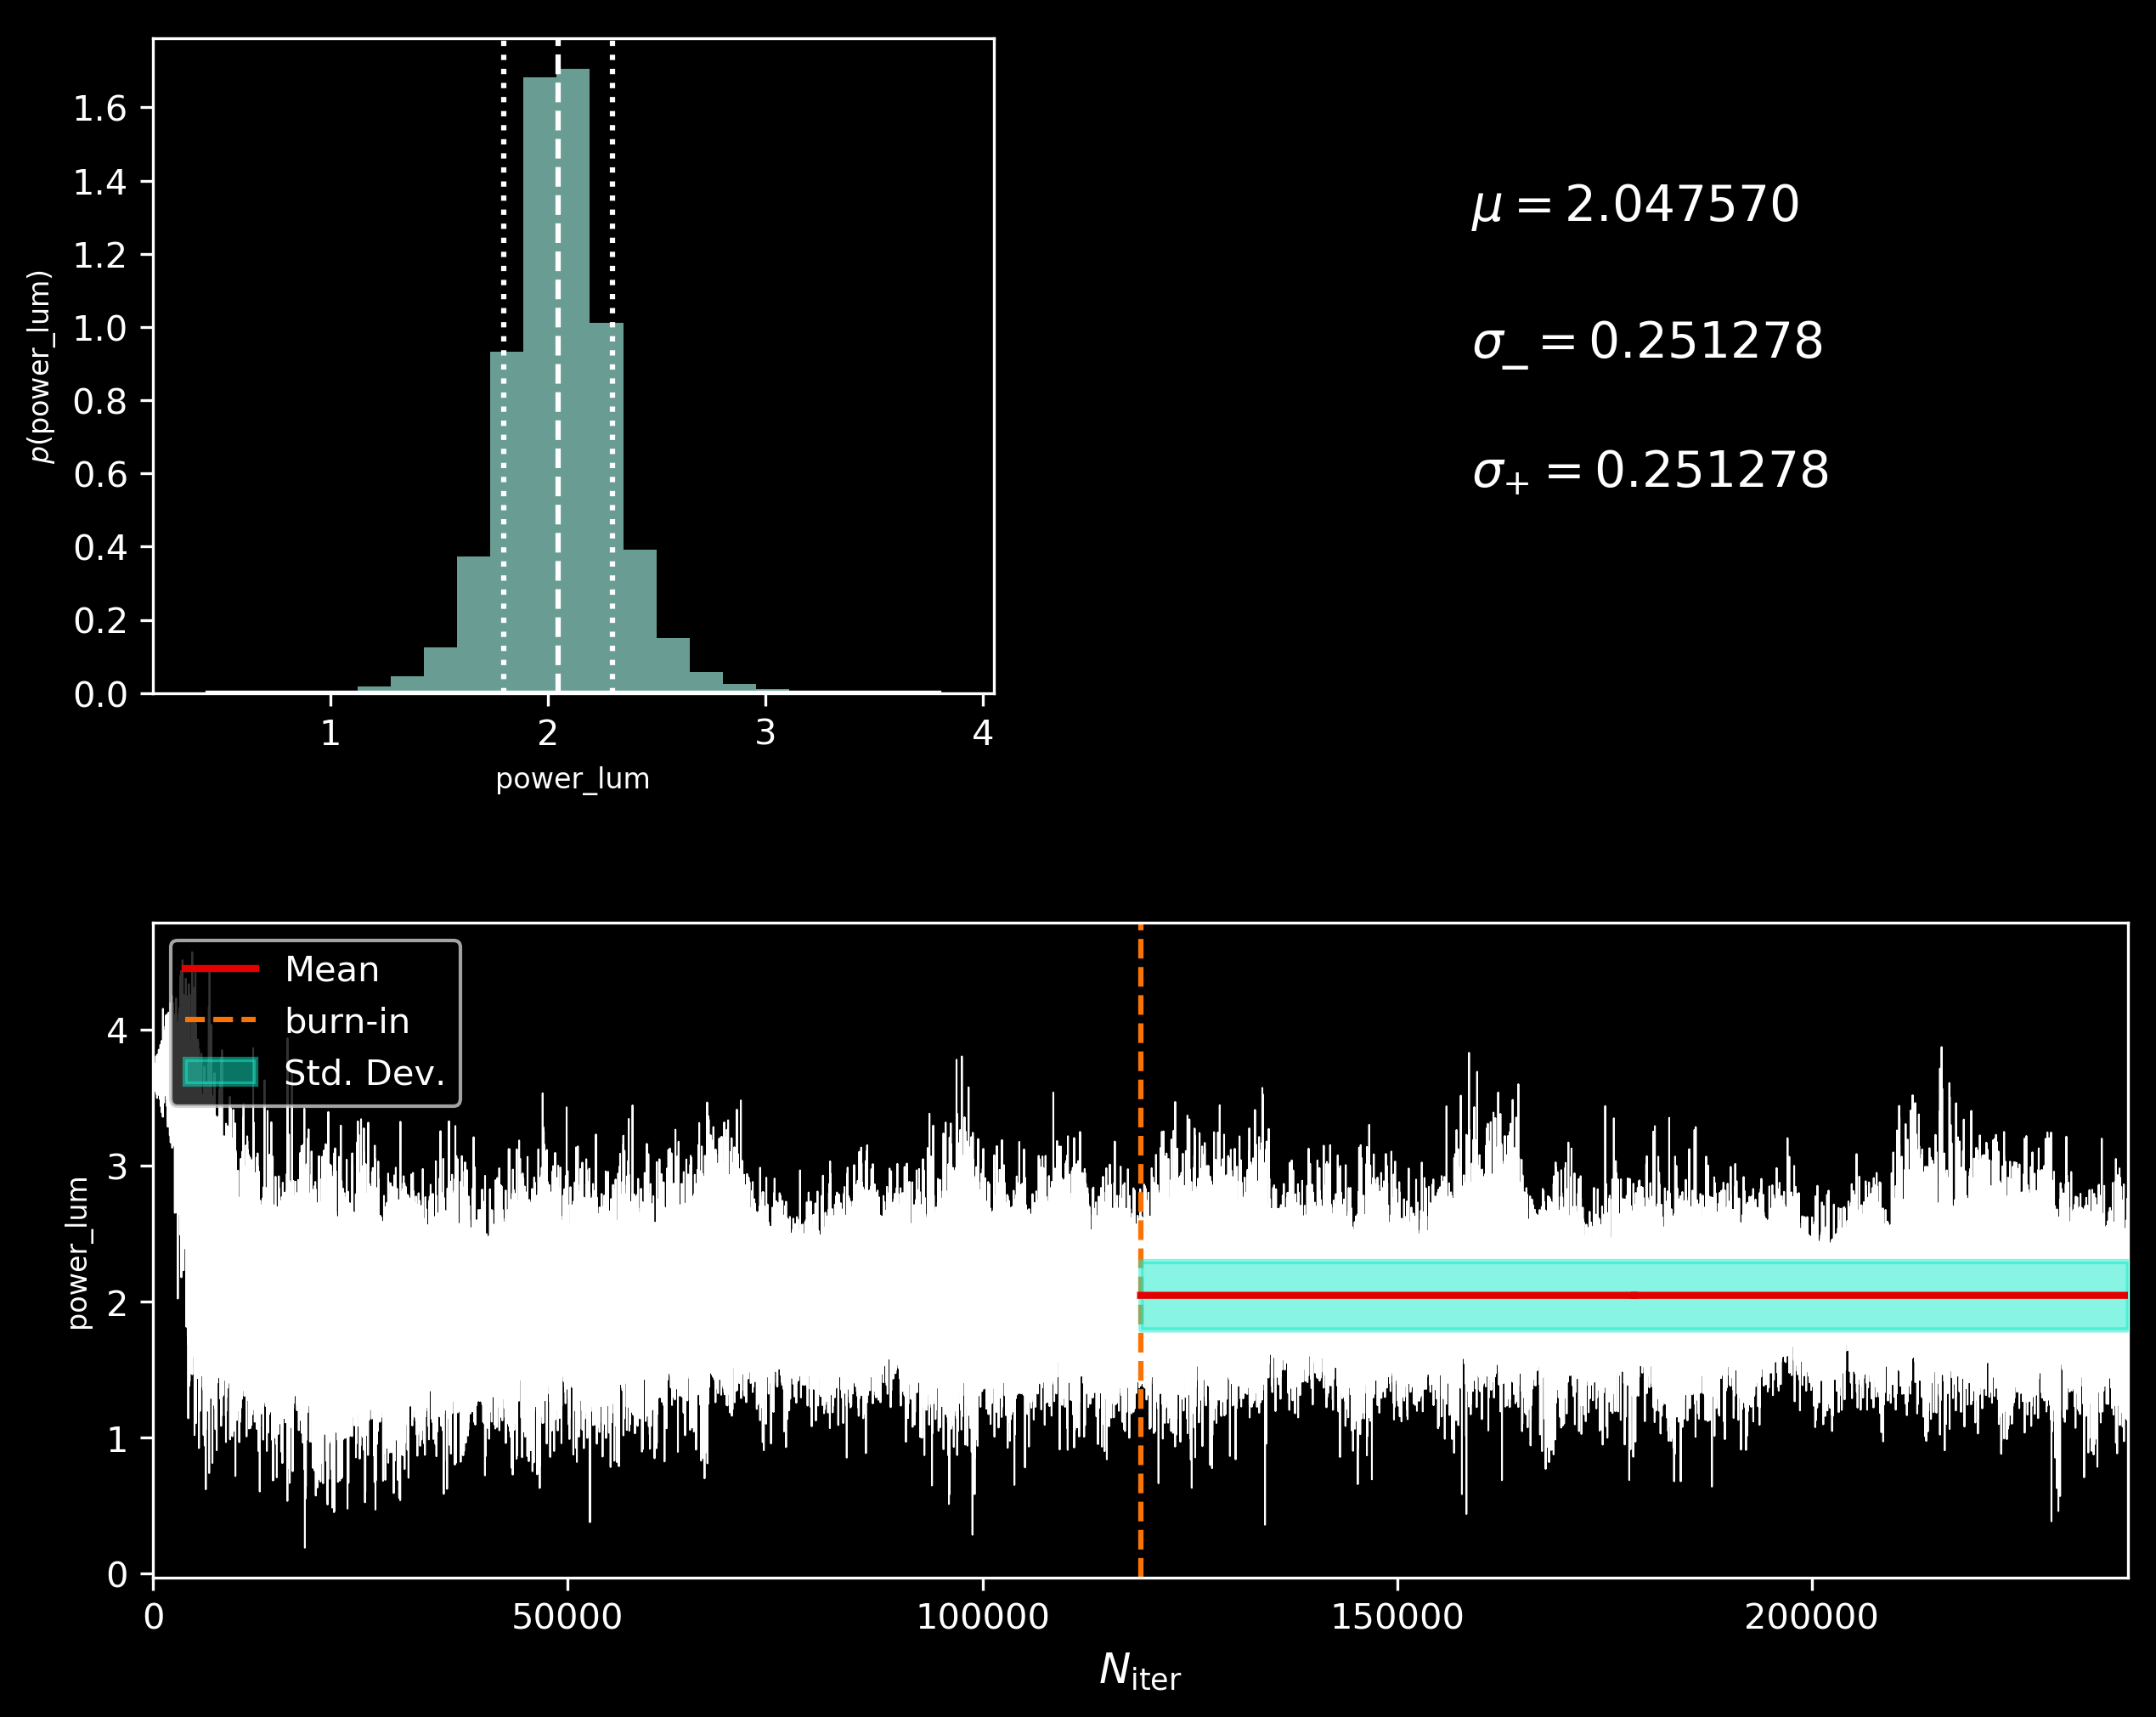 1.6
1.4
1.2
1.0
0.8
0.6
0.4
0.2
0.0
p(power_lum)
1 2 3 4
power_lum
μ = 2.047570
σ_ = 0.251278
σ+ = 0.251278
Mean
burn-in
Std. Dev.
4
3
2
1
0
power_lum
0 50000 100000 150000 200000
Niter